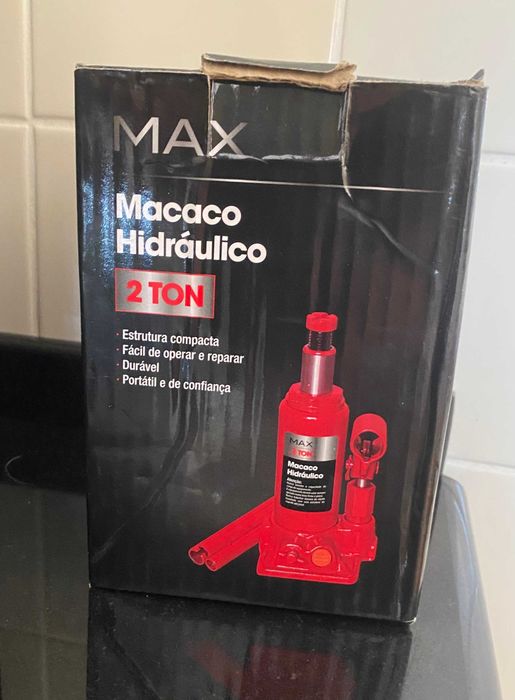 MAX
Macaco
Hidráulico
2 TON
· Estrutura compacta
· Fácil de operar e reparar
· Durável
· Portátil e de confiança
MAX
2 TON
Macaco
Hidráulico
Atenção